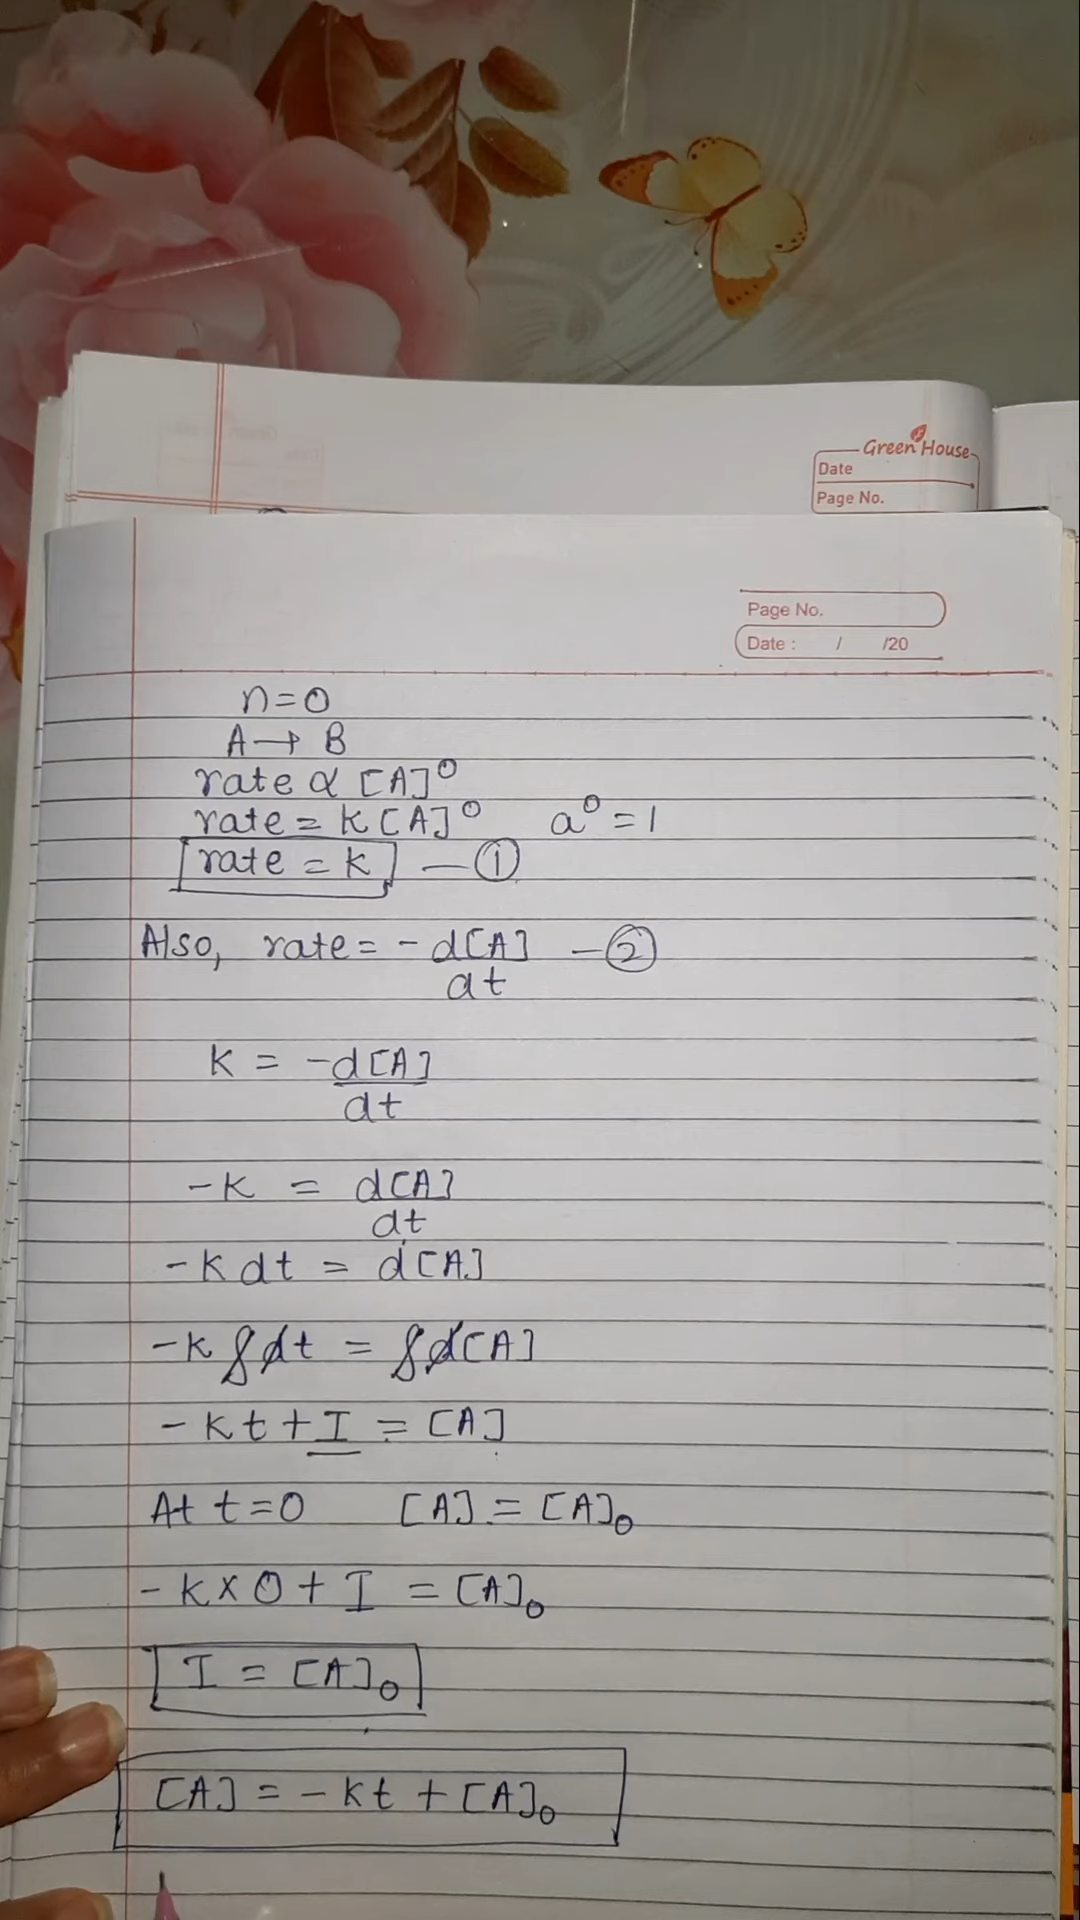 Green House
Date
Page No.
Page No.
Date : / /20
n=0
A→ B
rate ∝ [A]⁰
rate = K[A]⁰ a⁰ = 1
rate = K — ①
Also, rate = - d[A] — ②
dt
K = -d[A]
dt
-K = d[A]
dt
-K dt = d[A]
-K ∫dt = ∫d[A]
-Kt + I = [A]
At t=0 [A] = [A]₀
-K×0 + I = [A]₀
I = [A]₀
[A] = -Kt + [A]₀